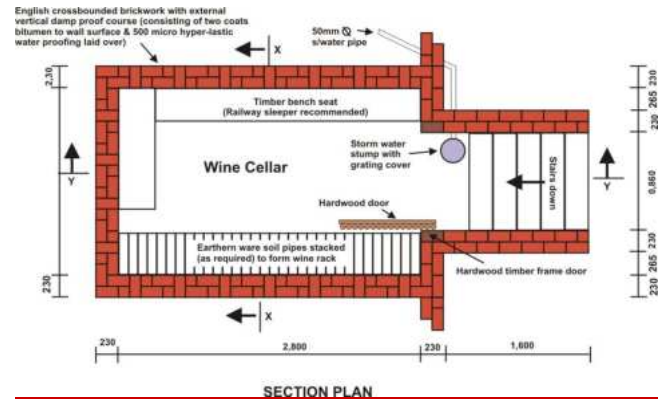 English crossbounded brickwork with external
vertical damp proof course (consisting of two coats
bitumen to wall surface & 500 micro hyper-lastic
water proofing laid over)
50mm Ø
s/water pipe
X
Timber bench seat
(Railway sleeper recommended)
Wine Cellar
Storm water
stump with
grating cover
Stairs down
Hardwood door
Earthern ware soil pipes stacked
(as required) to form wine rack
Hardwood timber frame door
X
Y
Y
2,30
230
230
265
230
0,860
230
265
230
230
2,800
230
1,600
SECTION PLAN